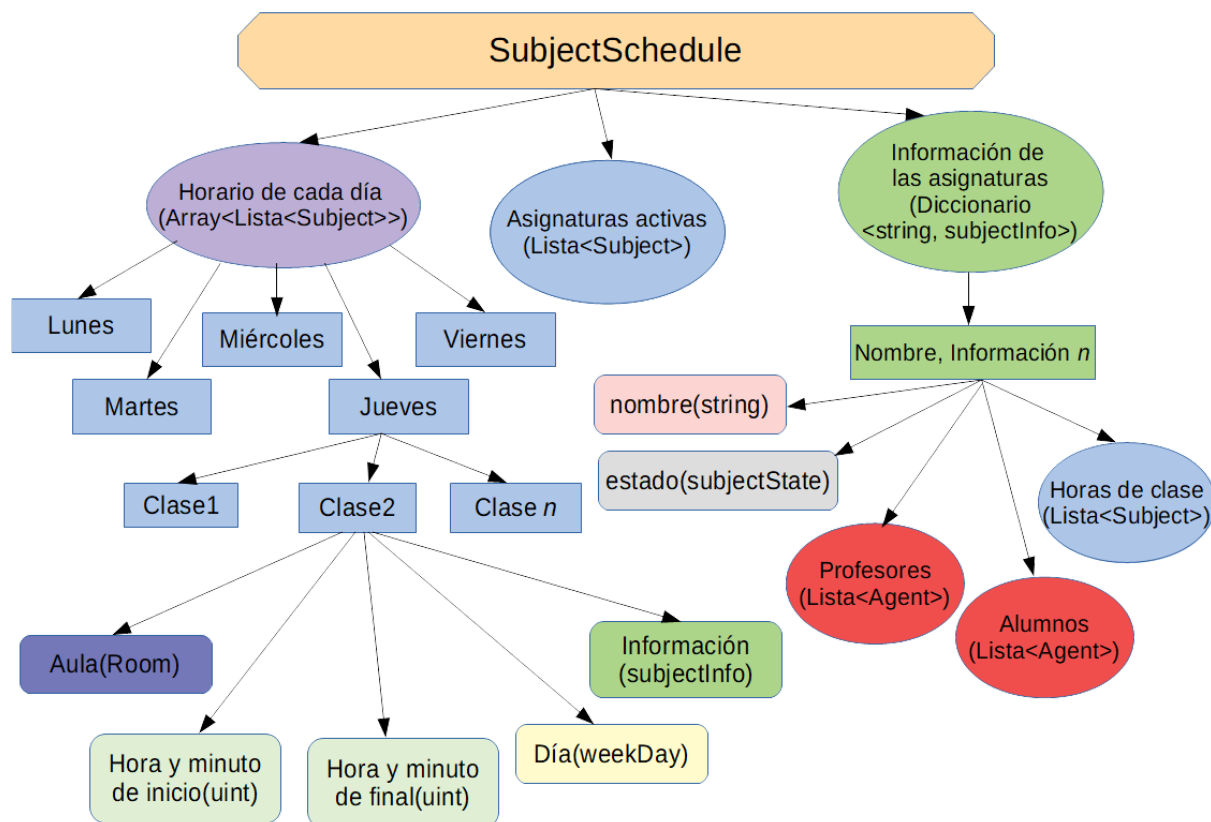 SubjectSchedule
Horario de cada día
(Array<Lista<Subject>>)
Asignaturas activas
(Lista<Subject>)
Información de
las asignaturas
(Diccionario
<string, subjectInfo>)
Lunes
Miércoles
Viernes
Martes
Jueves
Nombre, Información n
nombre(string)
estado(subjectState)
Horas de clase
(Lista<Subject>)
Profesores
(Lista<Agent>)
Alumnos
(Lista<Agent>)
Clase1
Clase2
Clase n
Aula(Room)
Información
(subjectInfo)
Hora y minuto
de inicio(uint)
Hora y minuto
de final(uint)
Día(weekDay)